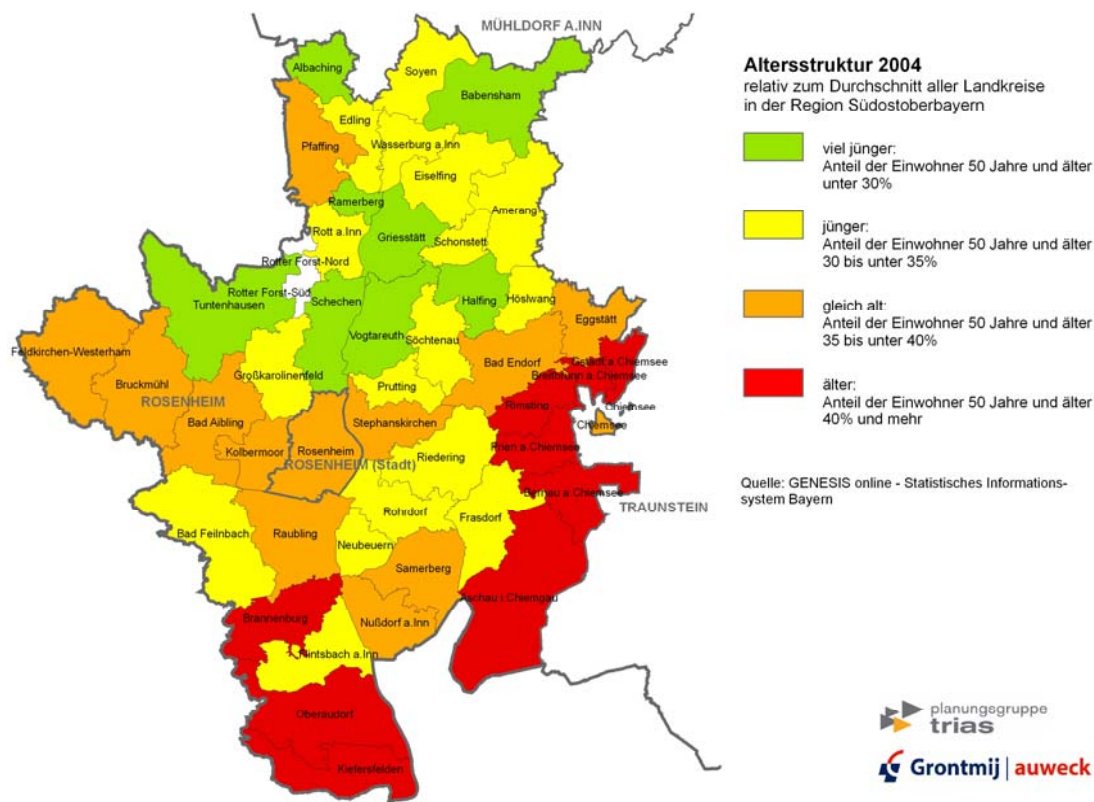 MÜHLDORF A.INN
Albaching
Soyen
Babensham
Edling
Pfaffing
Wasserburg a.Inn
Eiselfing
Ramerberg
Amerang
Rott a.Inn
Griesstätt
Schonstett
Rotter Forst-Nord
Rotter Forst-Süd
Tuntenhausen
Schechen
Halfing
Höslwang
Eggstätt
Vogtareuth
Söchtenau
Feldkirchen-Westerham
Bad Endorf
Gstadt a.Chiemsee
Großkarolinenfeld
Breitbrunn a.Chiemsee
Bruckmühl
Prutting
ROSENHEIM
Rimsting
Chiemsee
Bad Aibling
Stephanskirchen
Chiemsee
Kolbermoor
Rosenheim
Riedering
Prien a.Chiemsee
ROSENHEIM (Stadt)
Bernau a.Chiemsee
TRAUNSTEIN
Rohrdorf
Frasdorf
Bad Feilnbach
Raubling
Neubeuern
Samerberg
Aschau i.Chiemgau
Brannenburg
Nußdorf a.Inn
Flintsbach a.Inn
Oberaudorf
Kiefersfelden
Altersstruktur 2004
relativ zum Durchschnitt aller Landkreise
in der Region Südostoberbayern
viel jünger:
Anteil der Einwohner 50 Jahre und älter
unter 30%
jünger:
Anteil der Einwohner 50 Jahre und älter
30 bis unter 35%
gleich alt:
Anteil der Einwohner 50 Jahre und älter
35 bis unter 40%
älter:
Anteil der Einwohner 50 Jahre und älter
40% und mehr
Quelle: GENESIS online - Statistisches Informations-
system Bayern
planungsgruppe
trias
Grontmij | auweck